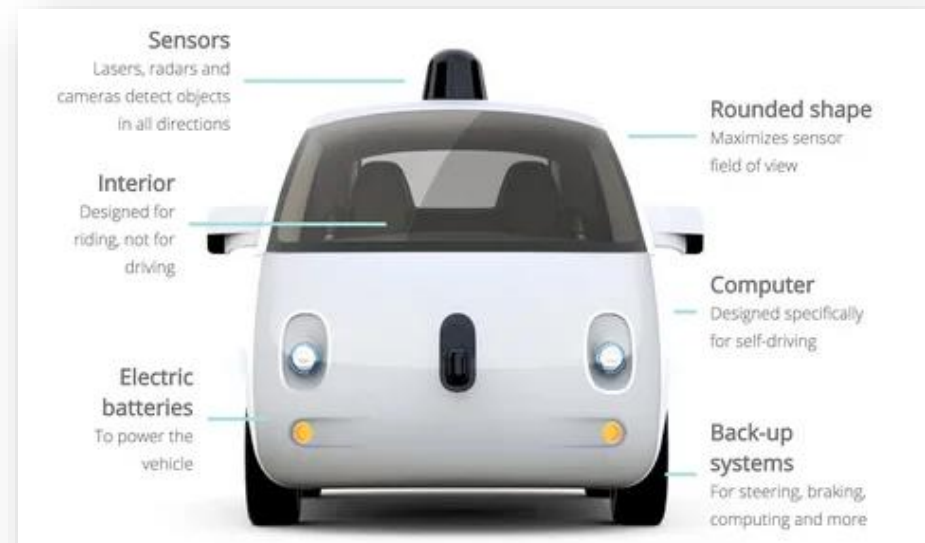 Sensors
Lasers, radars and
cameras detect objects
in all directions
Interior
Designed for
riding, not for
driving
Electric
batteries
To power the
vehicle
Rounded shape
Maximizes sensor
field of view
Computer
Designed specifically
for self-driving
Back-up
systems
For steering, braking,
computing and more